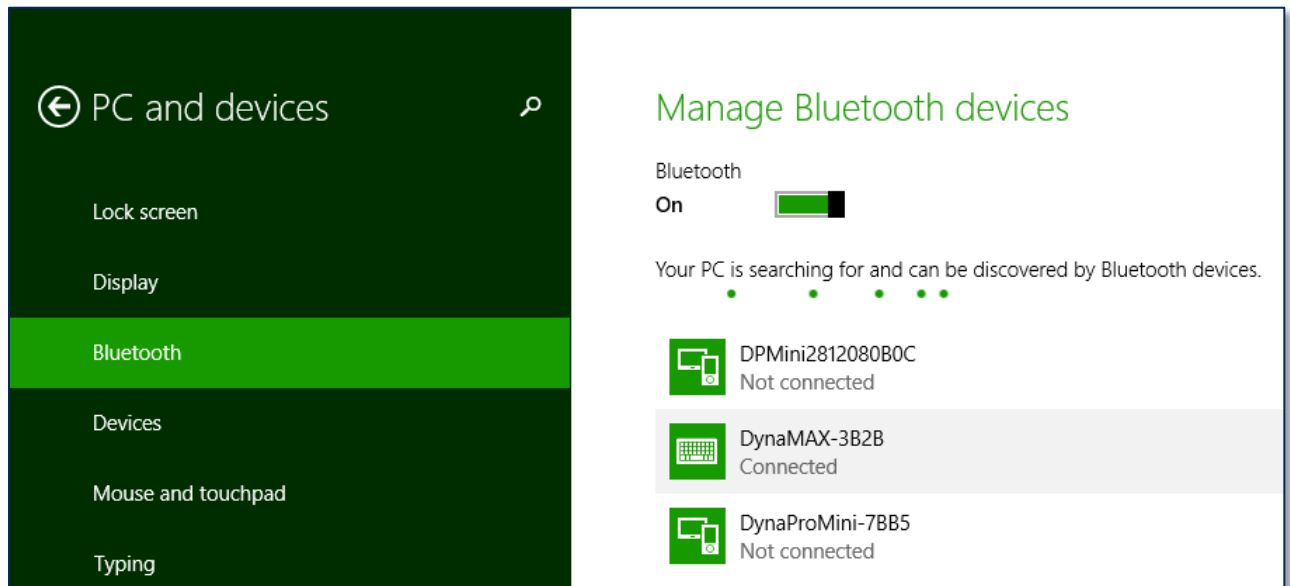 PC and devices
Lock screen
Display
Bluetooth
Devices
Mouse and touchpad
Typing
Manage Bluetooth devices
Bluetooth
On
Your PC is searching for and can be discovered by Bluetooth devices.
DPMini2812080B0C
Not connected
DynaMAX-3B2B
Connected
DynaProMini-7BB5
Not connected